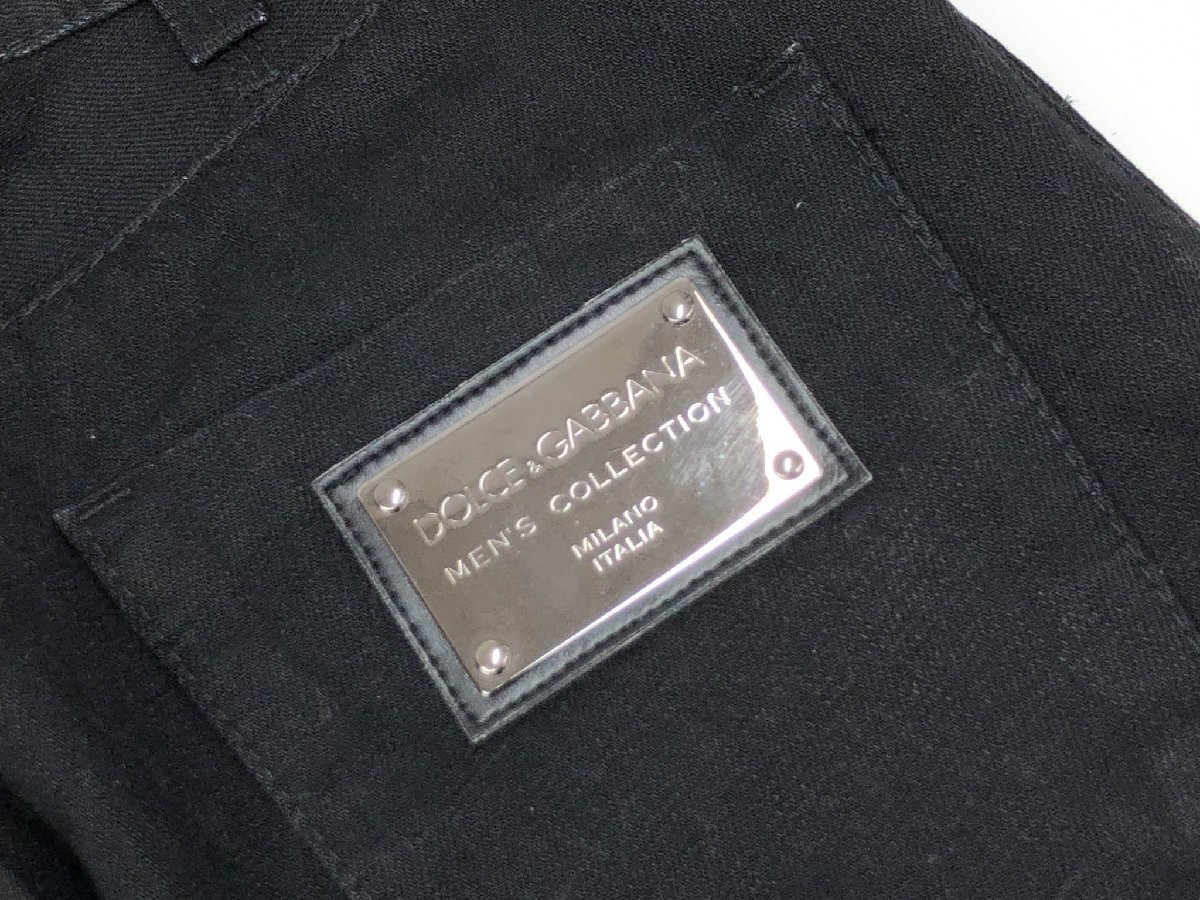 DOLCE & GABBANA
MEN'S COLLECTION
MILANO
ITALIA